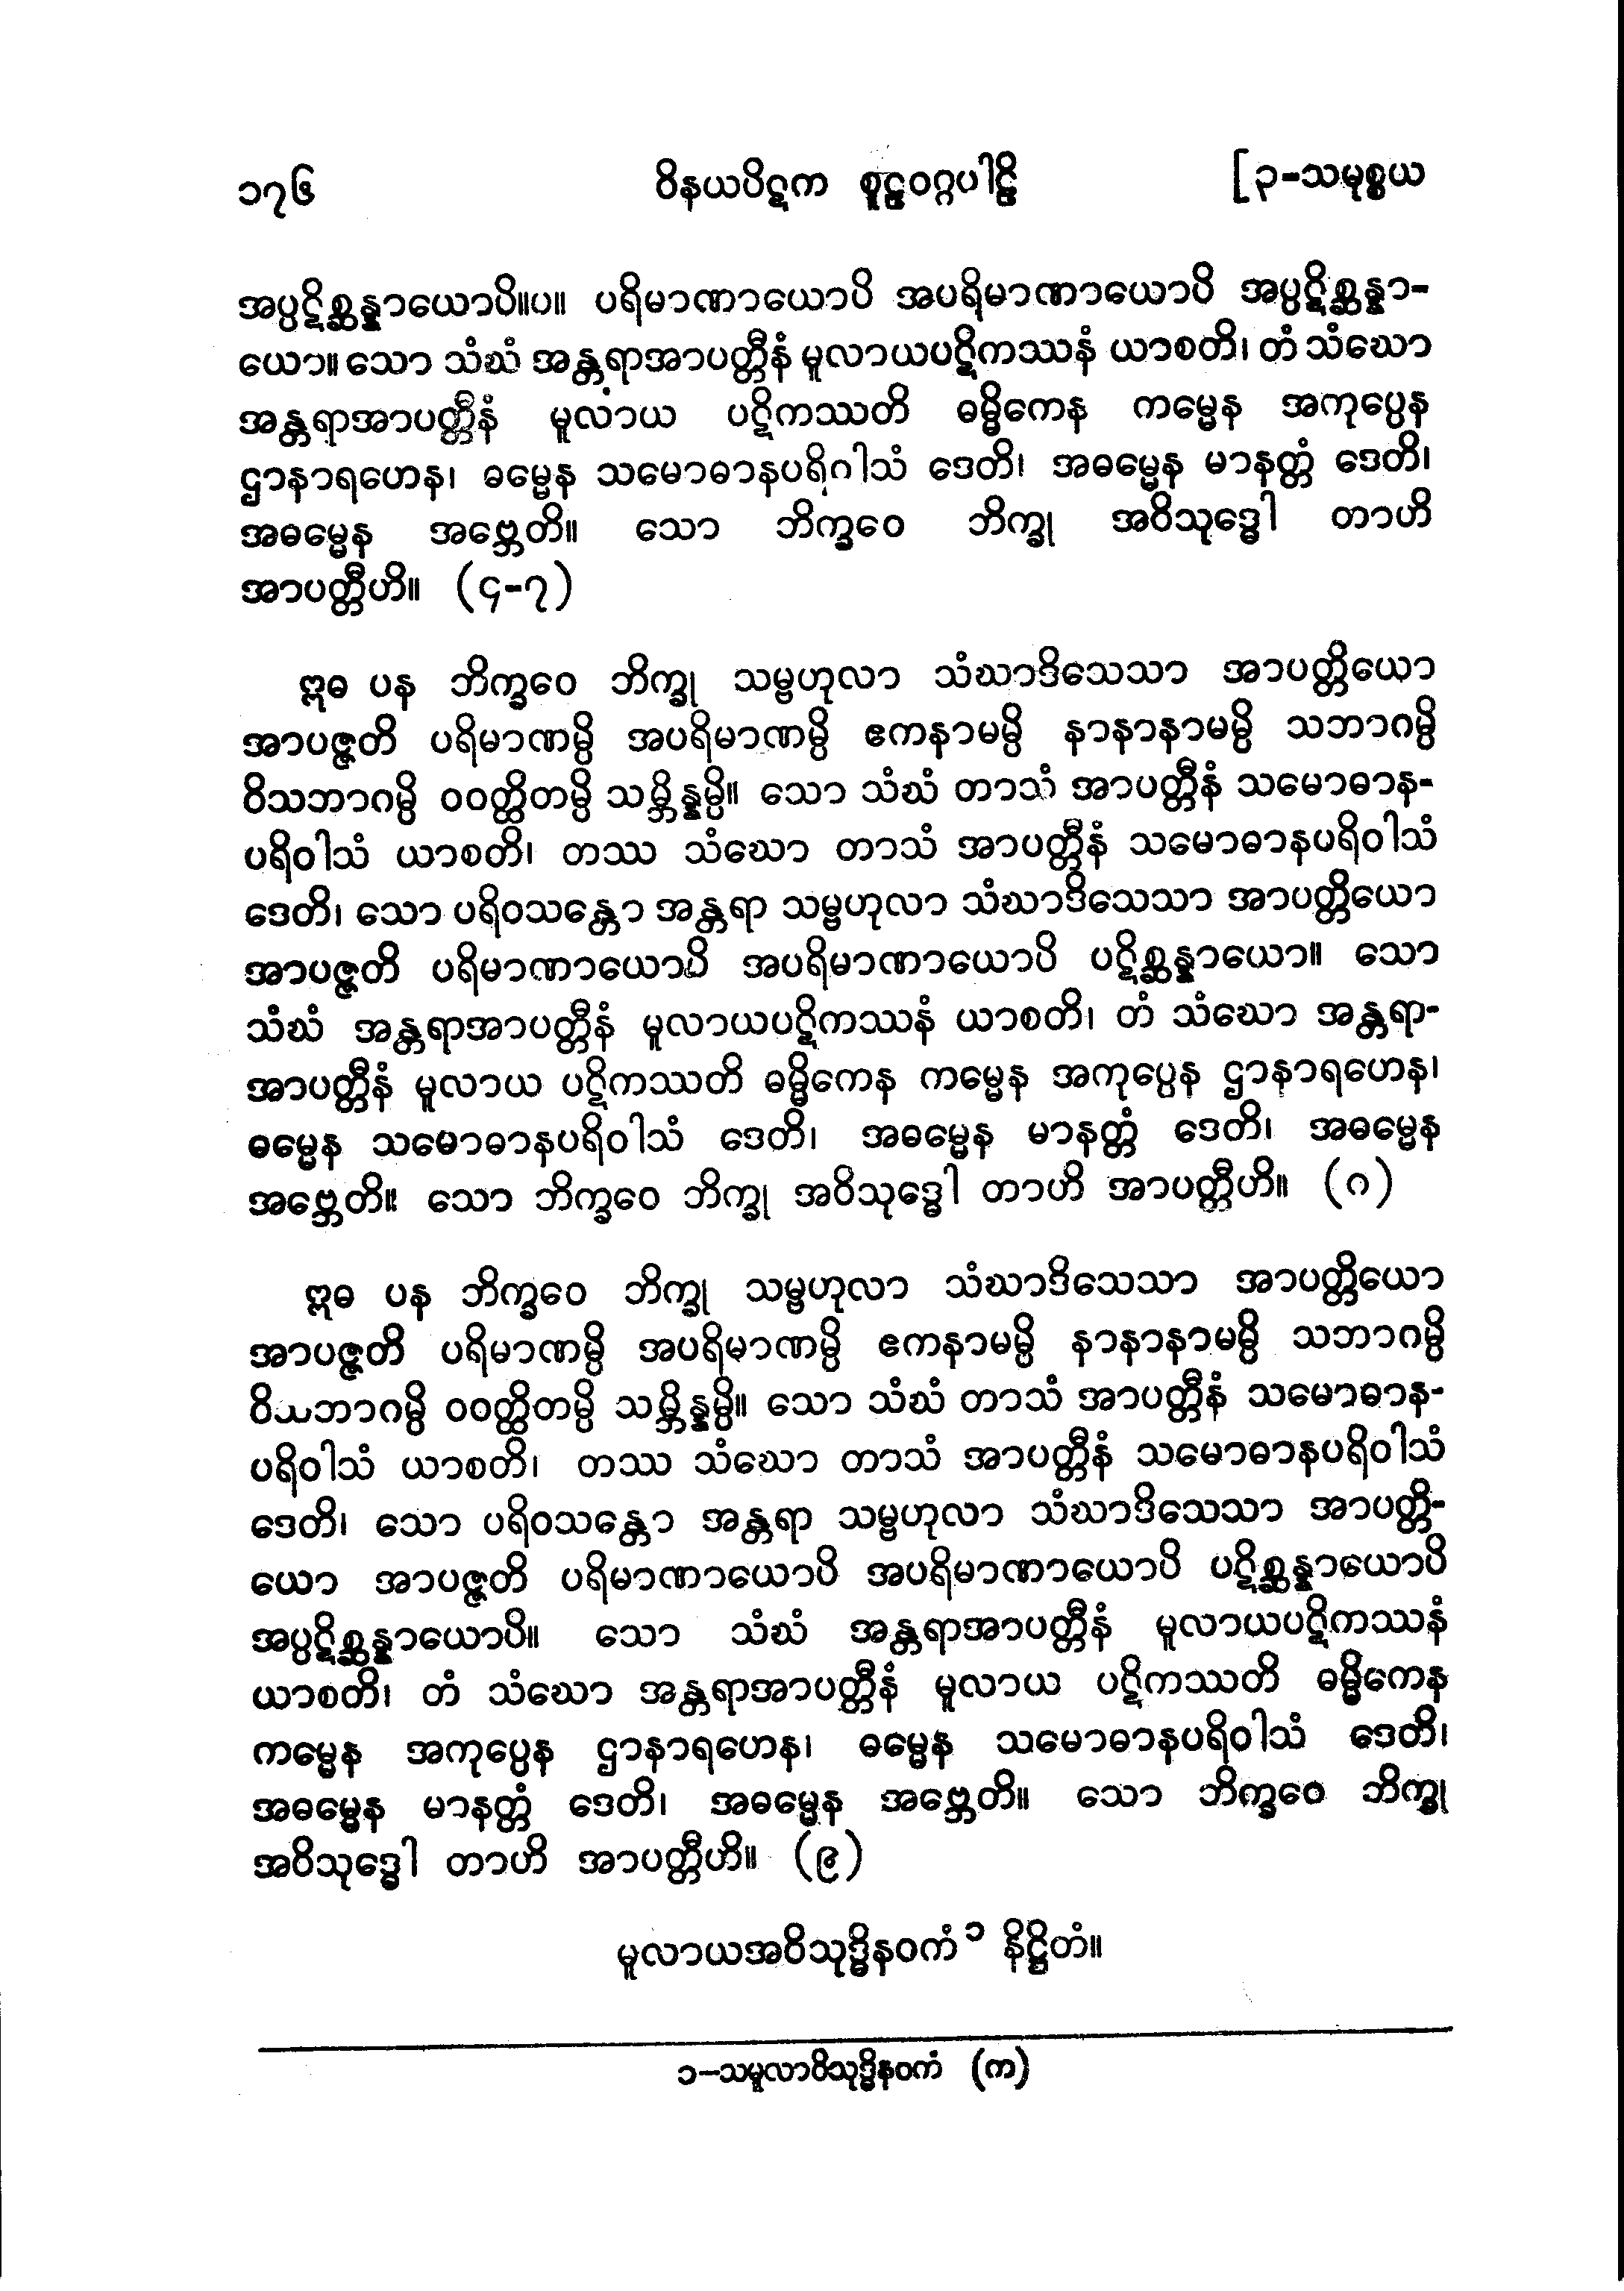 ၁၇၆ ဝိနယပိဋက စူဠဝဂ္ဂပါဠိ [၃-သမုစ္စယ
အပ္ပဋိစ္ဆန္နာယောပိ။ပ။ ပရိမာဏာယောပိ အပရိမာဏာယောပိ အပ္ပဋိစ္ဆန္နာ-
ယော။ သော သံဃံ အန္တရာအာပတ္တီနံ မူလာယပဋိကဿနံ ယာစတိ၊ တံ သံဃော
အန္တရာအာပတ္တီနံ မူလာယ ပဋိကဿတိ ဓမ္မိကေန ကမ္မေန အကုပ္ပေန
ဌာနာရဟေန၊ ဓမ္မေန သမောဓာနပရိဝါသံ ဒေတိ၊ အဓမ္မေန မာနတ္တံ ဒေတိ၊
အဓမ္မေန အဗ္ဘေတိ။ သော ဘိက္ခဝေ ဘိက္ခု အဝိသုဒ္ဓေါ တာဟိ
အာပတ္တီဟိ။ (၄-၇)
ဣဓ ပန ဘိက္ခဝေ ဘိက္ခု သမ္ဗဟုလာ သံဃာဒိသေသာ အာပတ္တိယော
အာပဇ္ဇတိ ပရိမာဏမ္ပိ အပရိမာဏမ္ပိ ဧကနာမမ္ပိ နာနာနာမမ္ပိ သဘာဂမ္ပိ
ဝိသဘာဂမ္ပိ ဝဝတ္ထိတမ္ပိ သမ္ဘိန္နမ္ပိ။ သော သံဃံ တာသံ အာပတ္တီနံ သမောဓာန-
ပရိဝါသံ ယာစတိ၊ တဿ သံဃော တာသံ အာပတ္တီနံ သမောဓာနပရိဝါသံ
ဒေတိ၊ သော ပရိဝသန္တော အန္တရာ သမ္ဗဟုလာ သံဃာဒိသေသာ အာပတ္တိယော
အာပဇ္ဇတိ ပရိမာဏာယောပိ အပရိမာဏာယောပိ ပဋိစ္ဆန္နာယော။ သော
သံဃံ အန္တရာအာပတ္တီနံ မူလာယပဋိကဿနံ ယာစတိ၊ တံ သံဃော အန္တရာ-
အာပတ္တီနံ မူလာယ ပဋိကဿတိ ဓမ္မိကေန ကမ္မေန အကုပ္ပေန ဌာနာရဟေန၊
ဓမ္မေန သမောဓာနပရိဝါသံ ဒေတိ၊ အဓမ္မေန မာနတ္တံ ဒေတိ၊ အဓမ္မေန
အဗ္ဘေတိ။ သော ဘိက္ခဝေ ဘိက္ခု အဝိသုဒ္ဓေါ တာဟိ အာပတ္တီဟိ။ (၈)
ဣဓ ပန ဘိက္ခဝေ ဘိက္ခု သမ္ဗဟုလာ သံဃာဒိသေသာ အာပတ္တိယော
အာပဇ္ဇတိ ပရိမာဏမ္ပိ အပရိမာဏမ္ပိ ဧကနာမမ္ပိ နာနာနာမမ္ပိ သဘာဂမ္ပိ
ဝိသဘာဂမ္ပိ ဝဝတ္ထိတမ္ပိ သမ္ဘိန္နမ္ပိ။ သော သံဃံ တာသံ အာပတ္တီနံ သမောဓာန-
ပရိဝါသံ ယာစတိ၊ တဿ သံဃော တာသံ အာပတ္တီနံ သမောဓာနပရိဝါသံ
ဒေတိ၊ သော ပရိဝသန္တော အန္တရာ သမ္ဗဟုလာ သံဃာဒိသေသာ အာပတ္တိ-
ယော အာပဇ္ဇတိ ပရိမာဏာယောပိ အပရိမာဏာယောပိ ပဋိစ္ဆန္နာယောပိ
အပ္ပဋိစ္ဆန္နာယောပိ။ သော သံဃံ အန္တရာအာပတ္တီနံ မူလာယပဋိကဿနံ
ယာစတိ၊ တံ သံဃော အန္တရာအာပတ္တီနံ မူလာယ ပဋိကဿတိ ဓမ္မိကေန
ကမ္မေန အကုပ္ပေန ဌာနာရဟေန၊ ဓမ္မေန သမောဓာနပရိဝါသံ ဒေတိ၊
အဓမ္မေန မာနတ္တံ ဒေတိ၊ အဓမ္မေန အဗ္ဘေတိ။ သော ဘိက္ခဝေ ဘိက္ခု
အဝိသုဒ္ဓေါ တာဟိ အာပတ္တီဟိ။ (၉)
မူလာယအဝိသုဒ္ဓိနဝကံ ၁ နိဋ္ဌိတံ။
၁-သမူလာဝိသုဒ္ဓိနဝကံ (က)